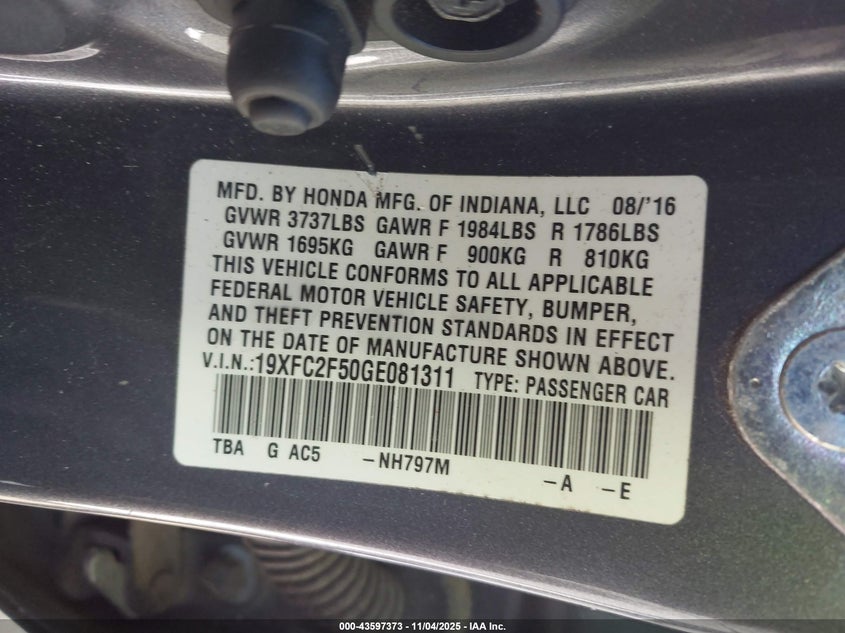 MFD. BY HONDA MFG. OF INDIANA, LLC 08/'16
GVWR 3737LBS GAWR F 1984LBS R 1786LBS
GVWR 1695KG GAWR F 900KG R 810KG
THIS VEHICLE CONFORMS TO ALL APPLICABLE
FEDERAL MOTOR VEHICLE SAFETY, BUMPER,
AND THEFT PREVENTION STANDARDS IN EFFECT
ON THE DATE OF MANUFACTURE SHOWN ABOVE.
V.I.N.:19XFC2F50GE081311 TYPE: PASSENGER CAR
TBA G AC5 -NH797M -A -E
000-43597373 - 11/04/2025 - IAA Inc.